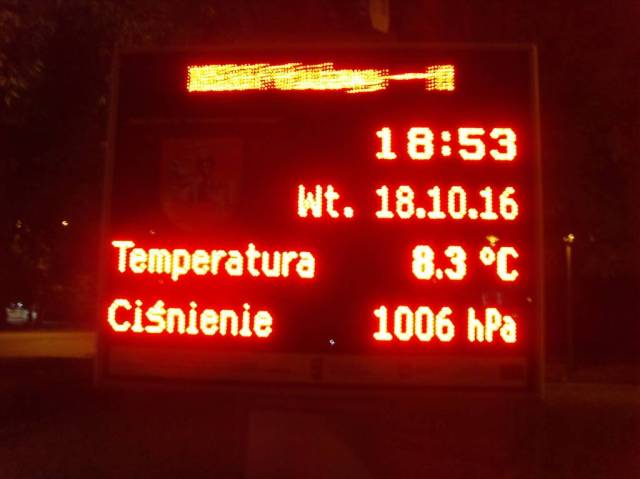 18:53
Wt. 18.10.16
Temperatura 8.3 °C
Ciśnienie 1006 hPa